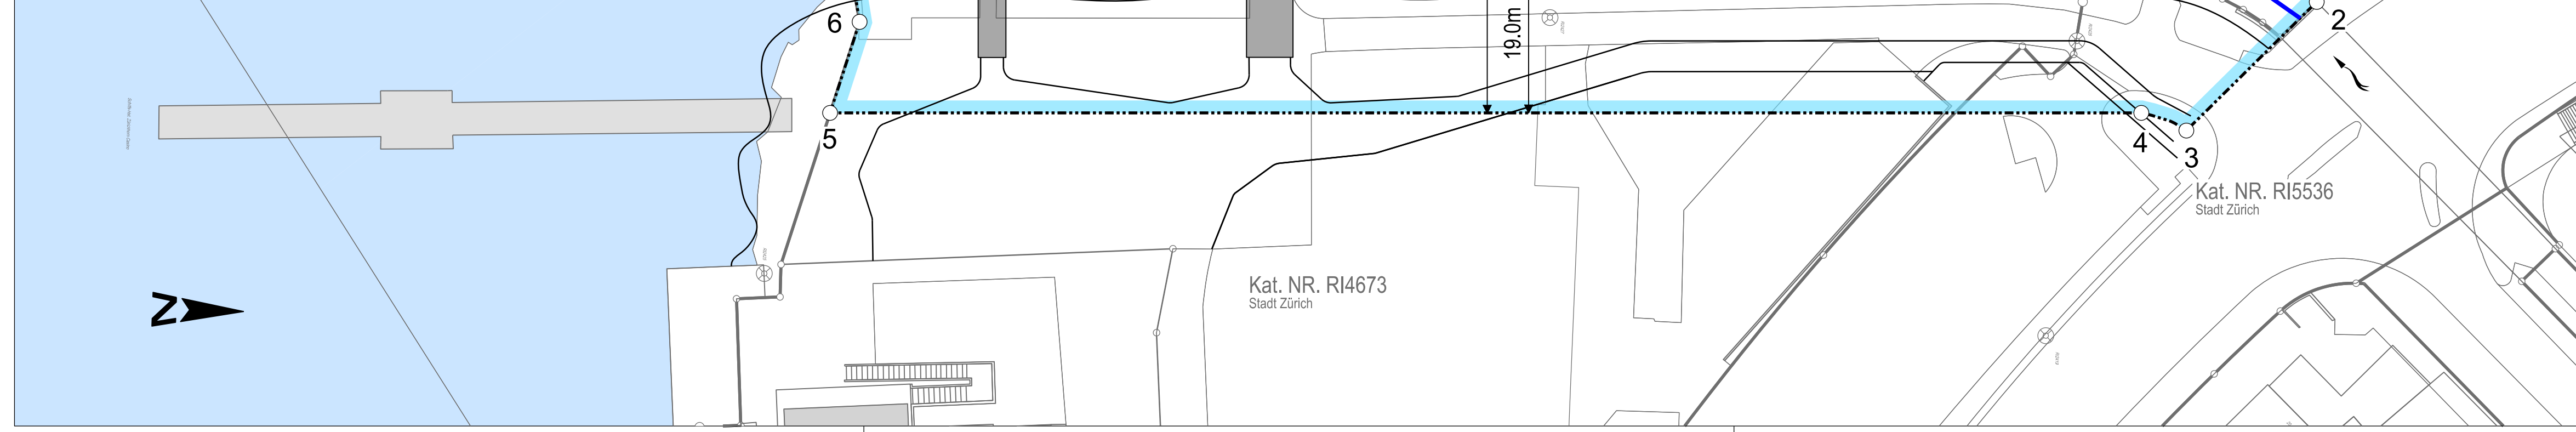 6
19.0m
2
5
4
3
Kat. NR. RI5536
Stadt Zürich
Kat. NR. RI4673
Stadt Zürich
N